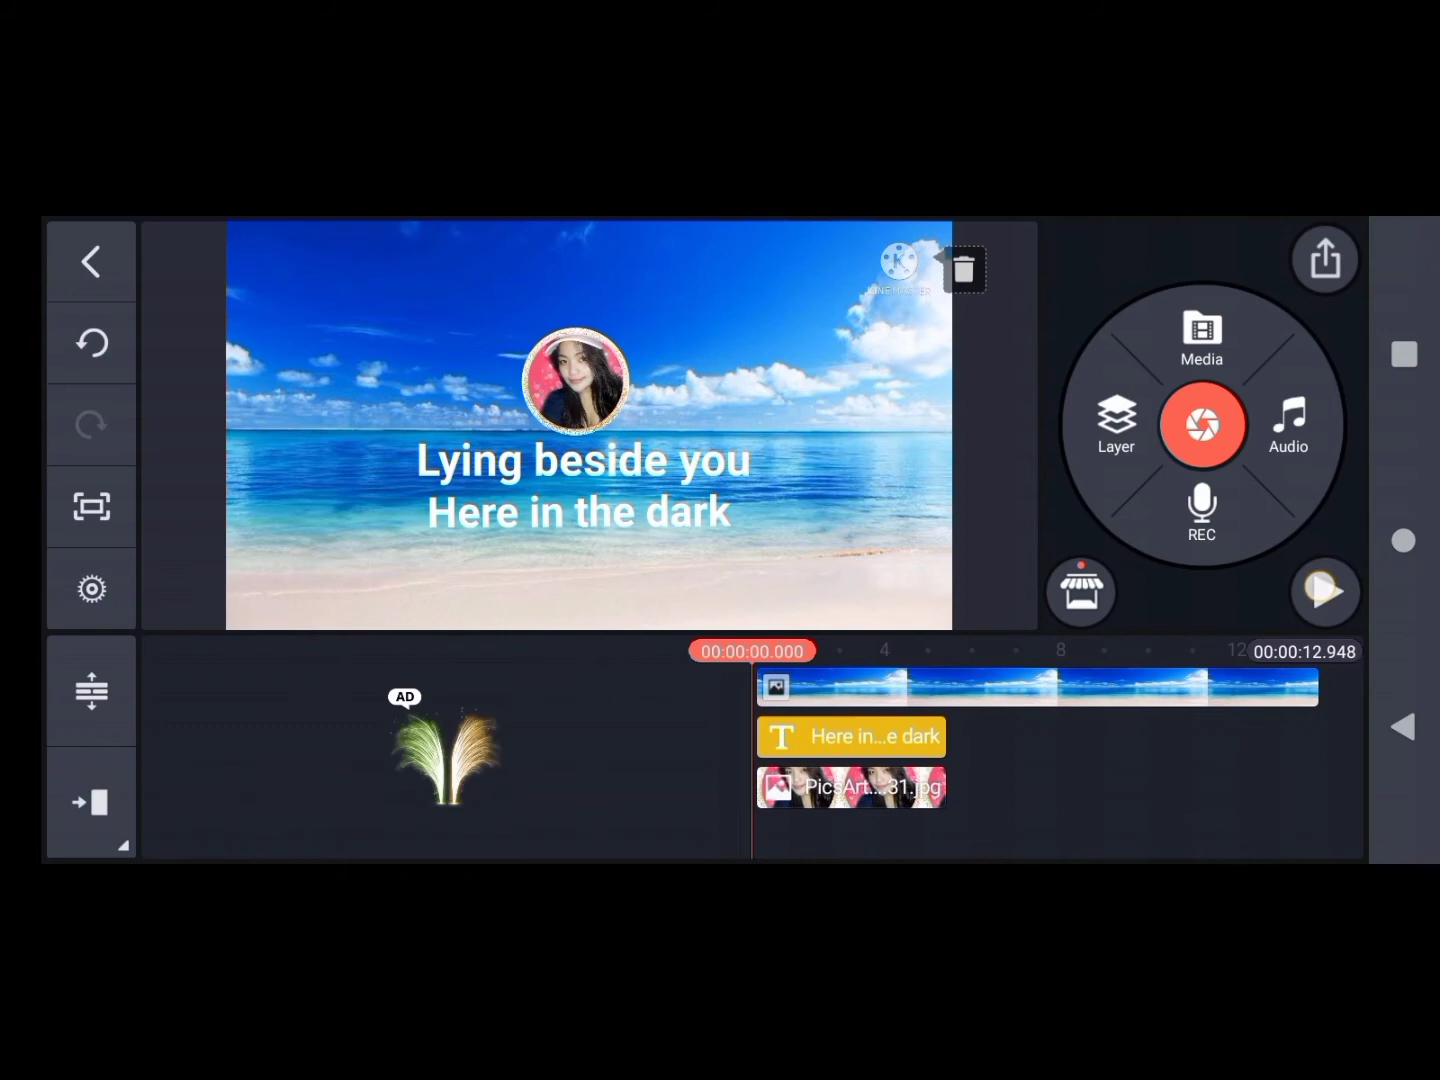 KINEMASTER
Media
Layer
Audio
REC
Lying beside you
Here in the dark
00:00:00.000
4
8
12
00:00:12.948
AD
Here in...e dark
PicsArt....31.jpg